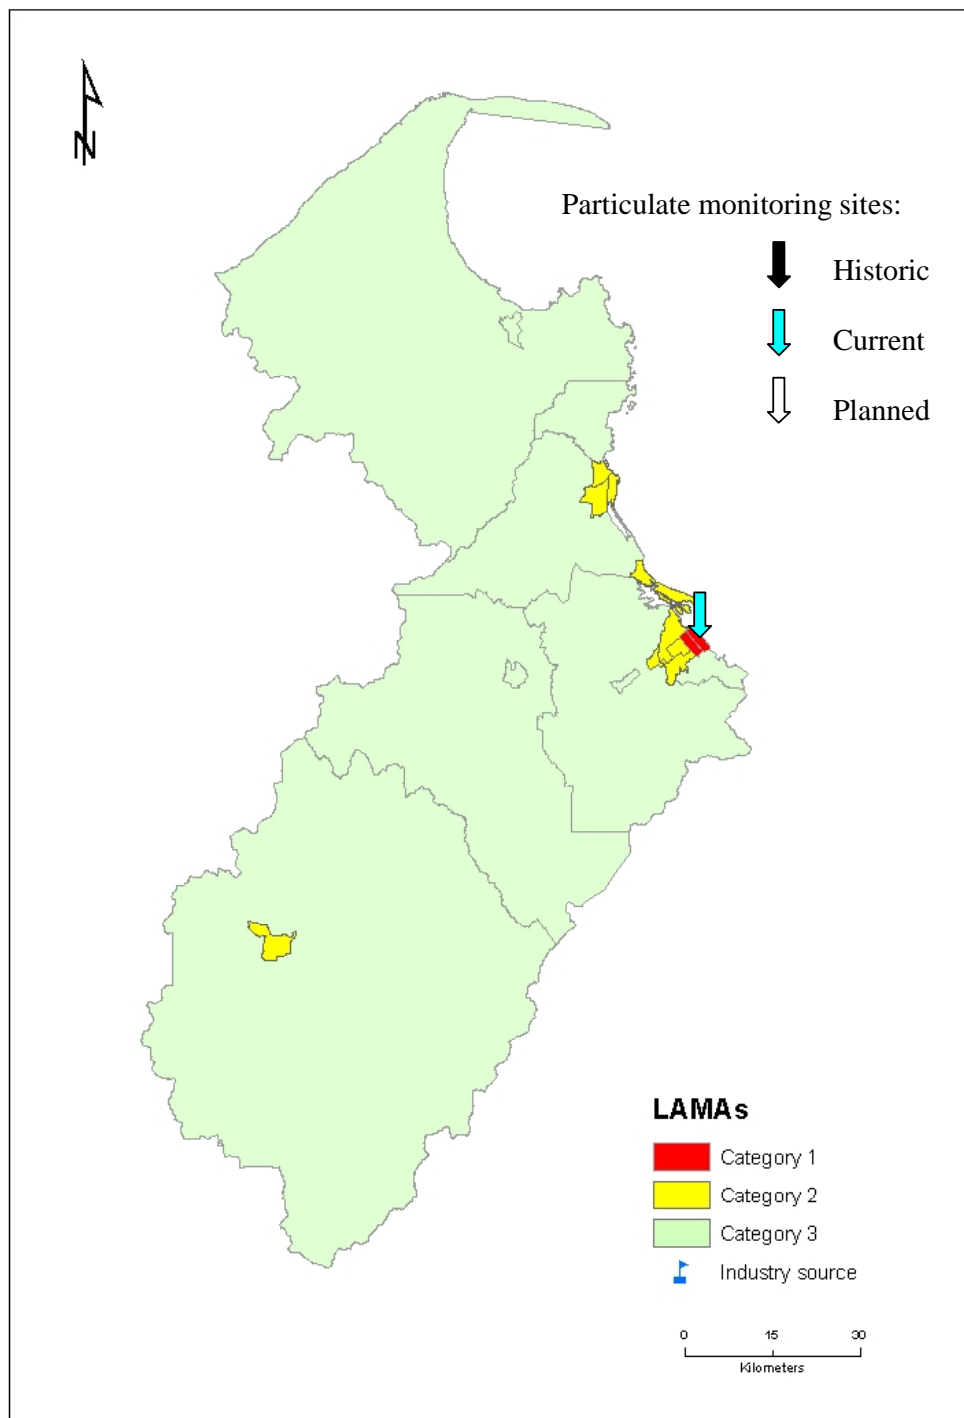 N
Particulate monitoring sites:
Historic
Current
Planned
LAMAs
Category 1
Category 2
Category 3
Industry source
0 15 30
Kilometers